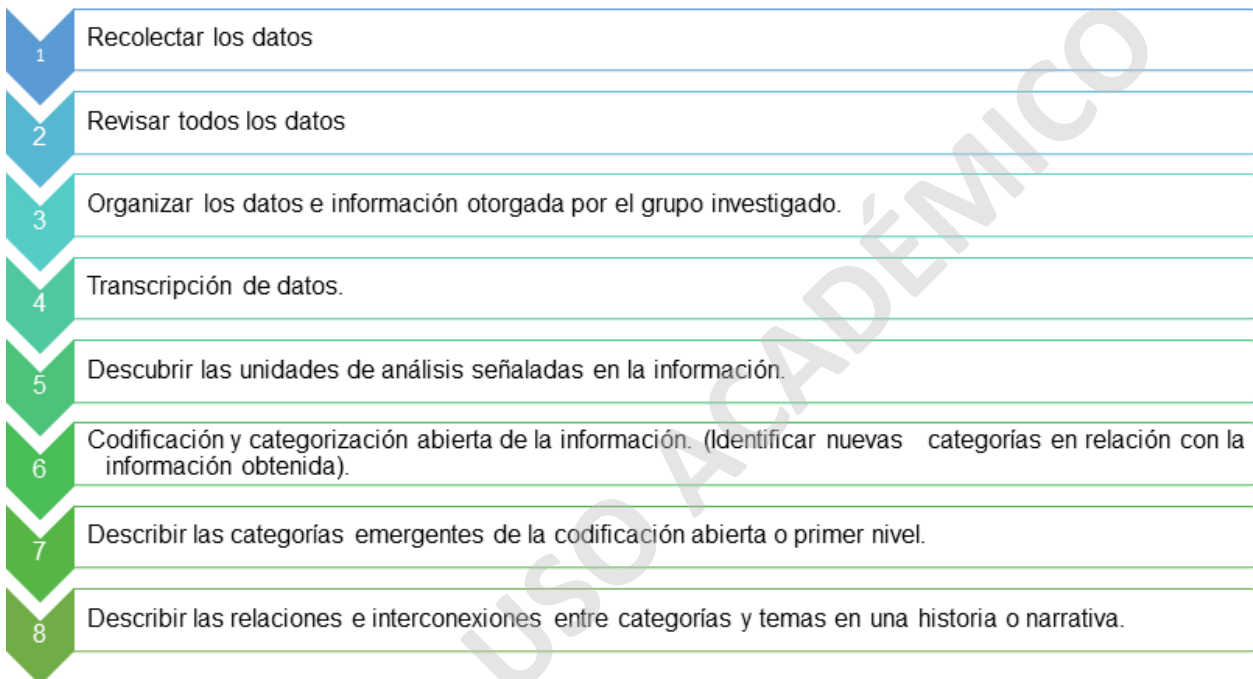 1
Recolectar los datos
2
Revisar todos los datos
3
Organizar los datos e información otorgada por el grupo investigado.
4
Transcripción de datos.
5
Descubrir las unidades de análisis señaladas en la información.
6
Codificación y categorización abierta de la información. (Identificar nuevas categorías en relación con la
información obtenida).
7
Describir las categorías emergentes de la codificación abierta o primer nivel.
8
Describir las relaciones e interconexiones entre categorías y temas en una historia o narrativa.
USO ACADÉMICO